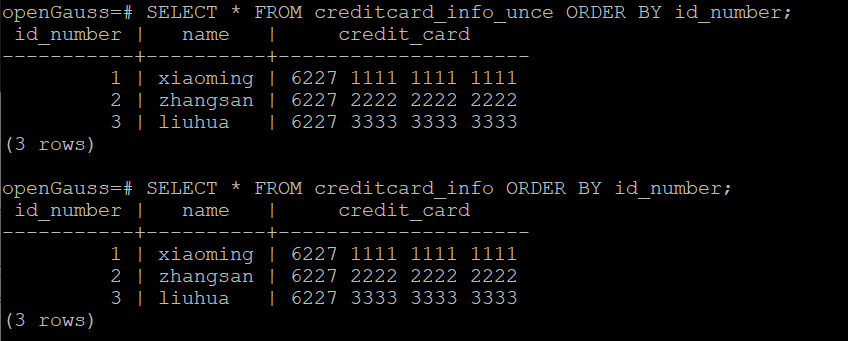 openGauss=# SELECT * FROM creditcard_info_unce ORDER BY id_number;
 id_number |   name   |     credit_card
-----------+----------+---------------------
         1 | xiaoming | 6227 1111 1111 1111
         2 | zhangsan | 6227 2222 2222 2222
         3 | liuhua   | 6227 3333 3333 3333
(3 rows)

openGauss=# SELECT * FROM creditcard_info ORDER BY id_number;
 id_number |   name   |     credit_card
-----------+----------+---------------------
         1 | xiaoming | 6227 1111 1111 1111
         2 | zhangsan | 6227 2222 2222 2222
         3 | liuhua   | 6227 3333 3333 3333
(3 rows)